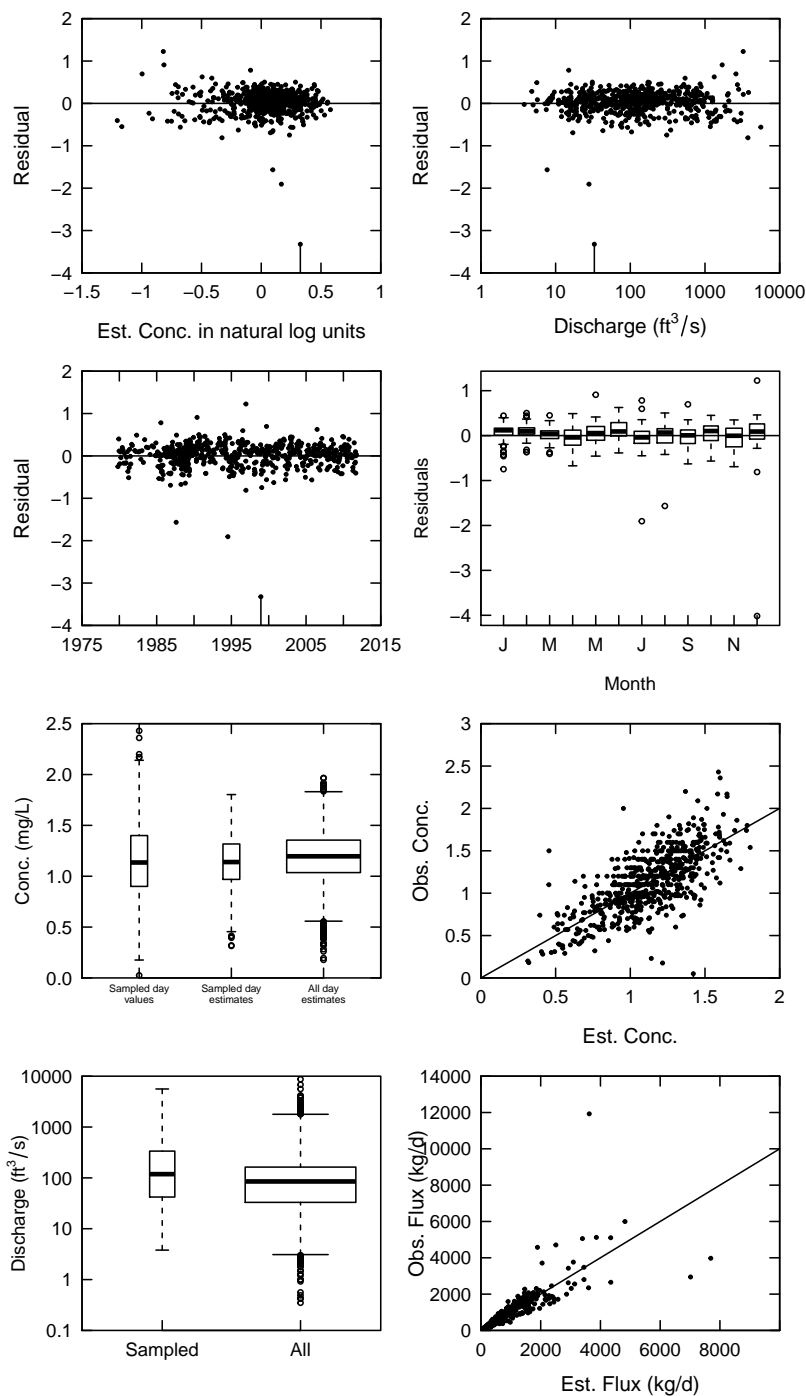 2
1
0
−1
−2
−3
−4
Residual
−1.5
−1
−0.5
0
0.5
1
Est. Conc. in natural log units
2
1
0
−1
−2
−3
−4
Residual
1
10
100
1000
10000
Discharge (ft³/s)
2
1
0
−1
−2
−3
−4
Residual
1975
1985
1995
2005
2015
1
0
−1
−2
−3
−4
Residuals
J
M
M
J
S
N
Month
2.5
2.0
1.5
1.0
0.5
0.0
Conc. (mg/L)
Sampled day
values
Sampled day
estimates
All day
estimates
3
2.5
2
1.5
1
0.5
0
Obs. Conc.
0
0.5
1
1.5
2
Est. Conc.
10000
1000
100
10
1
0.1
Discharge (ft³/s)
Sampled
All
14000
12000
10000
8000
6000
4000
2000
0
Obs. Flux (kg/d)
0
2000
4000
6000
8000
Est. Flux (kg/d)